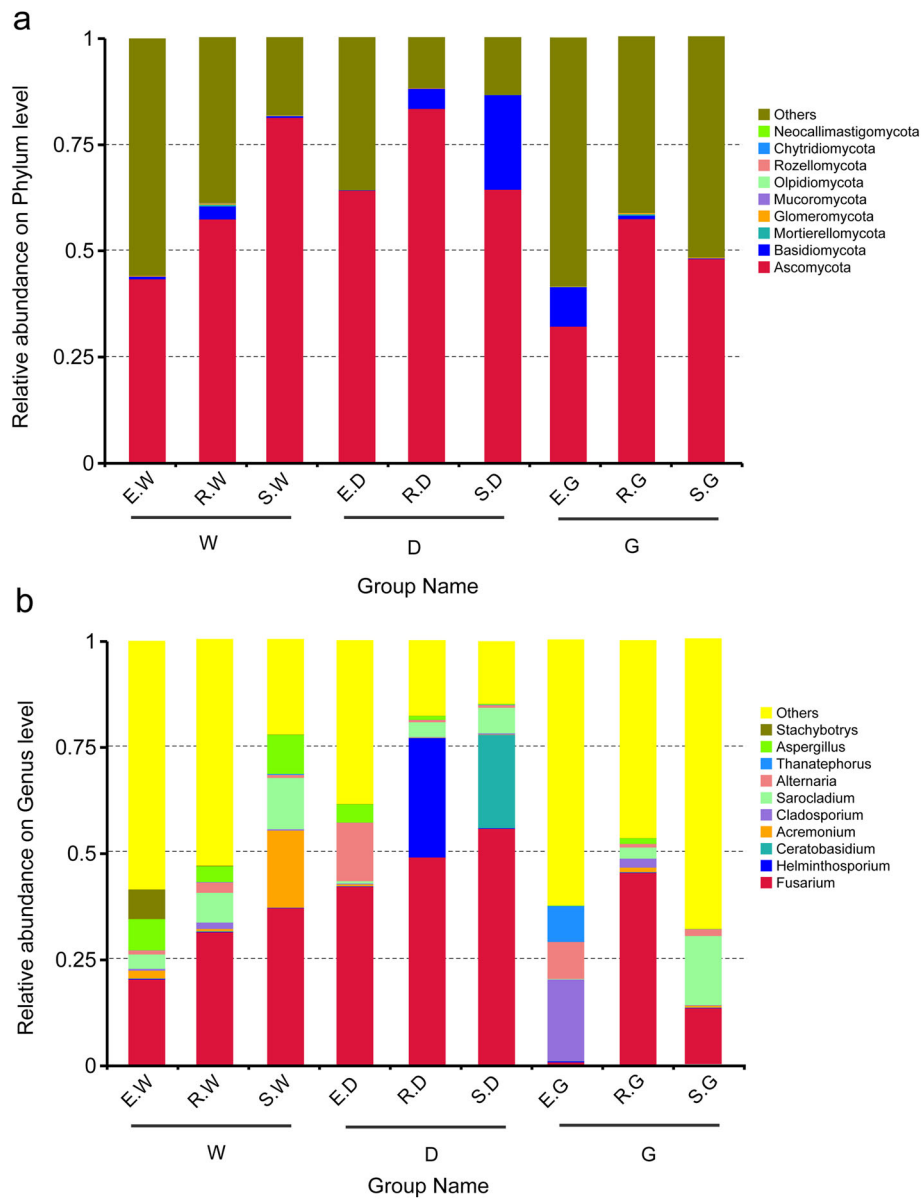 a
Relative abundance on Phylum level
1
0.75
0.5
0.25
0
E.W
R.W
S.W
E.D
R.D
S.D
E.G
R.G
S.G
W
D
G
Group Name
Others
Neocallimastigomycota
Chytridiomycota
Rozellomycota
Olpidiomycota
Mucoromycota
Glomeromycota
Mortierellomycota
Basidiomycota
Ascomycota
b
Relative abundance on Genus level
1
0.75
0.5
0.25
0
E.W
R.W
S.W
E.D
R.D
S.D
E.G
R.G
S.G
W
D
G
Group Name
Others
Stachybotrys
Aspergillus
Thanatephorus
Alternaria
Sarocladium
Cladosporium
Acremonium
Ceratobasidium
Helminthosporium
Fusarium